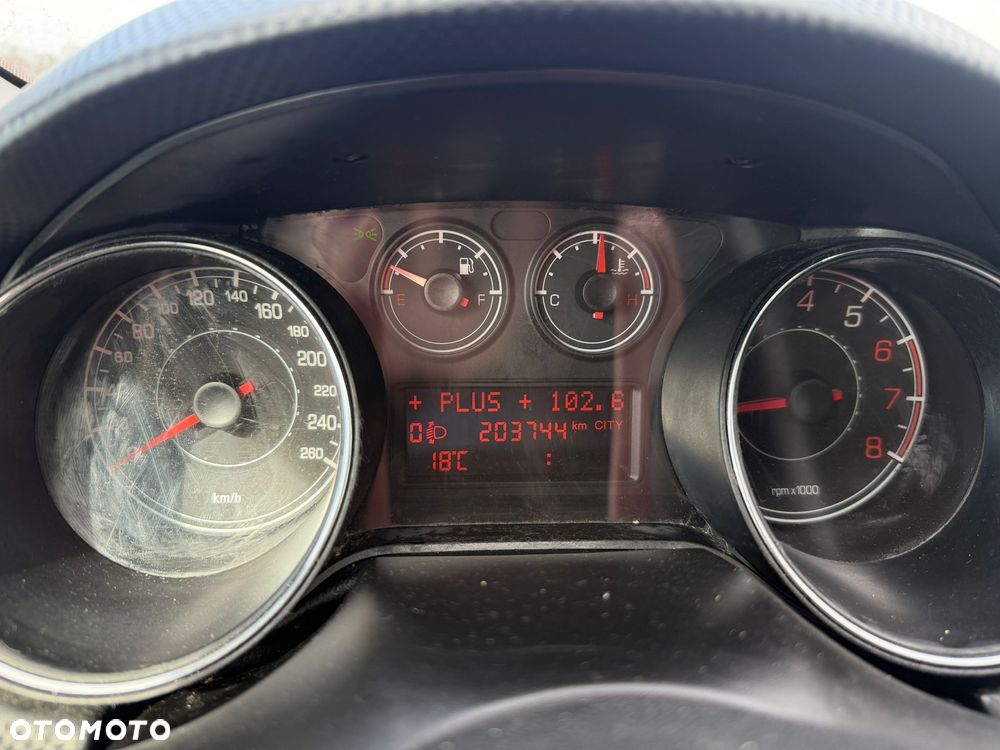 E F
C H
60 80 100 120 140 160 180 200 220 240 260
km/h
4 5 6 7 8
rpm x1000
+ PLUS + 102.6
0 203744 km CITY
18°C :
OTOMOTO